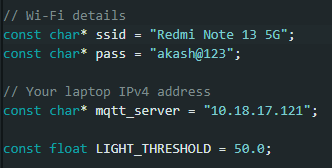 // Wi-Fi details
const char* ssid = "Redmi Note 13 5G";
const char* pass = "akash@123";
// Your laptop IPv4 address
const char* mqtt_server = "10.18.17.121";
const float LIGHT_THRESHOLD = 50.0;